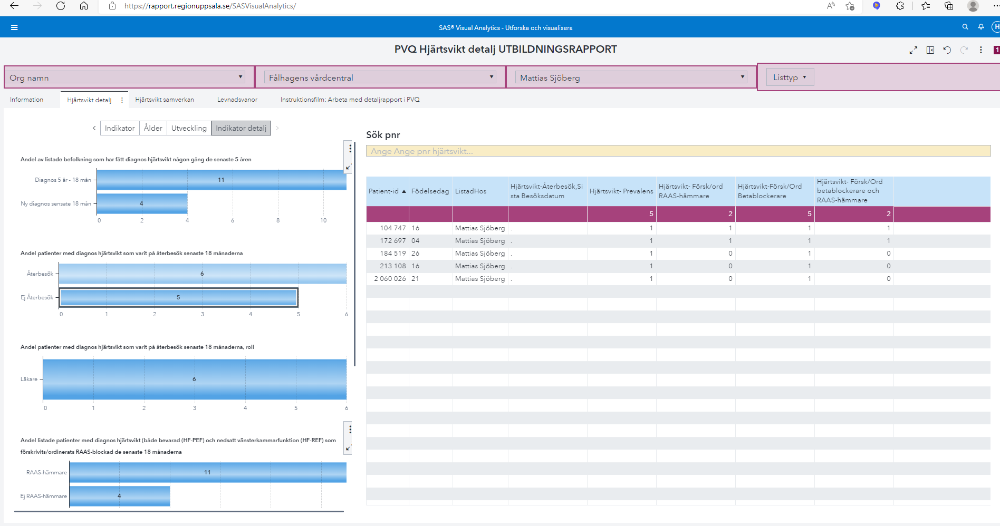 https://rapport.regionuppsala.se/SASVisualAnalytics/
SAS® Visual Analytics - Utforska och visualisera
H
PVQ Hjärtsvikt detalj UTBILDNINGSRAPPORT
1
Org namn
Fålhagens vårdcentral
Mattias Sjöberg
Listtyp
Information
Hjärtsvikt detalj
Hjärtsvikt samverkan
Levnadsvanor
Instruktionsfilm: Arbeta med detaljrapport i PVQ
Indikator
Ålder
Utveckling
Indikator detalj
Andel av listade befolkning som har fått diagnos hjärtsvikt någon gång de senaste 5 åren
Diagnos 5 år - 18 mån
11
Ny diagnos sensate 18 mån
4
0 2 4 6 8 10
Andel patienter med diagnos hjärtsvikt som varit på återbesök senaste 18 månaderna
Återbesök
6
Ej Återbesök
5
0 1 2 3 4 5 6
Andel patienter med diagnos hjärtsvikt som varit på återbesök senaste 18 månaderna, roll
Läkare
6
0 1 2 3 4 5 6
Andel listade patienter med diagnos hjärtsvikt (både bevarad (HF-PEF) och nedsatt vänsterkammarfunktion (HF-REF) som
förskrivits/ordinerats RAAS-blockad de senaste 18 månaderna
RAAS-hämmare
11
Ej RAAS-hämmare
4
Sök pnr
Ange Ange pnr hjärtsvikt...
Patient-id
Födelsedag
ListadHos
Hjärtsvikt-Återbesök,Si
sta Besöksdatum
Hjärtsvikt- Prevalens
Hjärtsvikt- Försk/ord
RAAS-hämmare
Hjärtsvikt-Försk/Ord
Betablockerare
Hjärtsvikt- Försk/Ord
betablockerare och
RAAS-hämmare
5 2 5 2
104 747 16 Mattias Sjöberg . 1 1 1 1
172 697 04 Mattias Sjöberg . 1 1 1 1
184 519 26 Mattias Sjöberg . 1 0 1 0
213 108 16 Mattias Sjöberg . 1 0 1 0
2 060 026 21 Mattias Sjöberg . 1 0 1 0